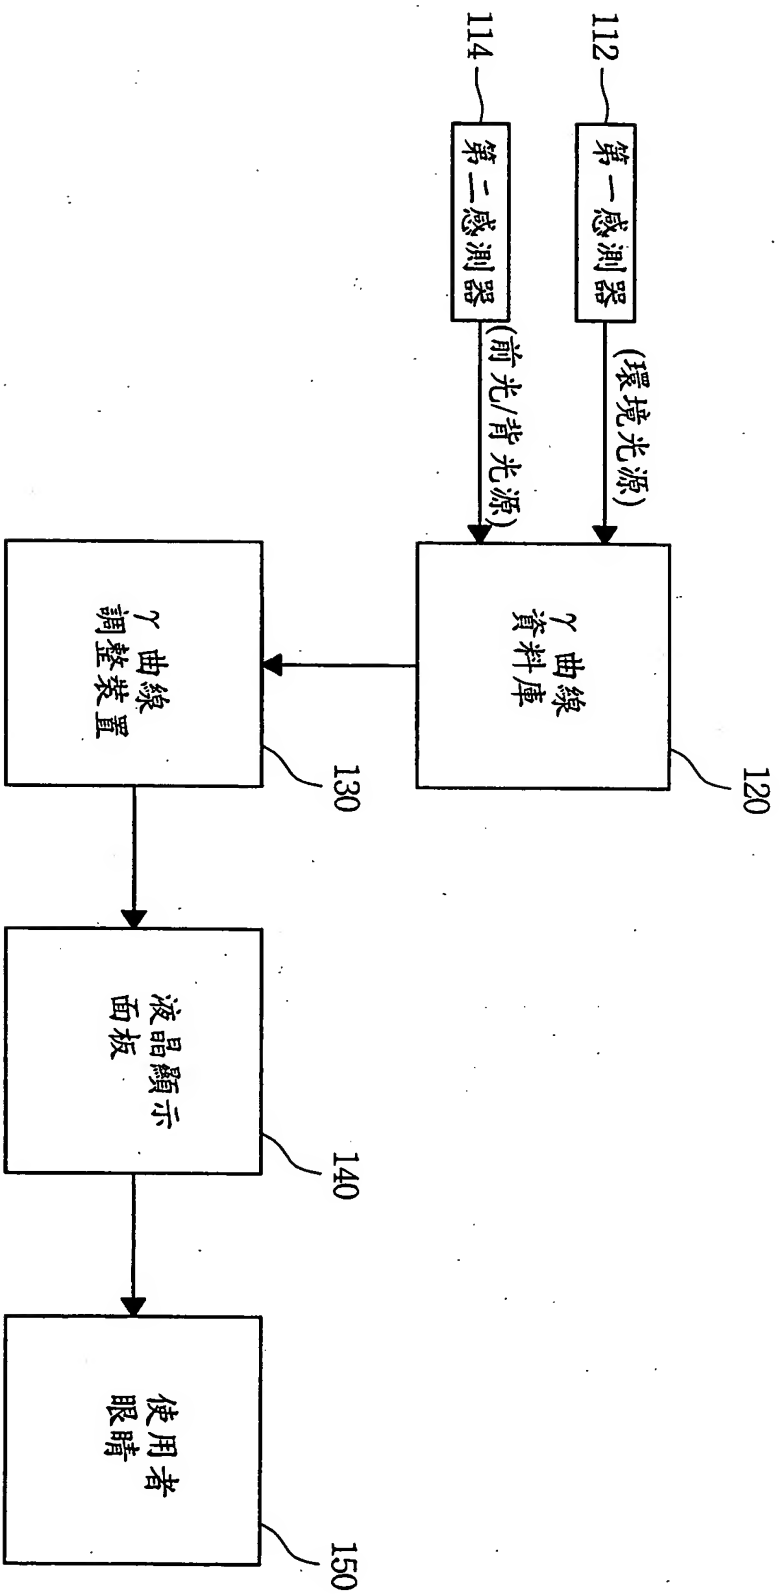 112
第一感測器
(環境光源)
114
第二感測器
(前光/背光源)
γ 曲線
資料庫
120
γ 曲線
調整裝置
130
液晶顯示
面板
140
使用者
眼睛
150